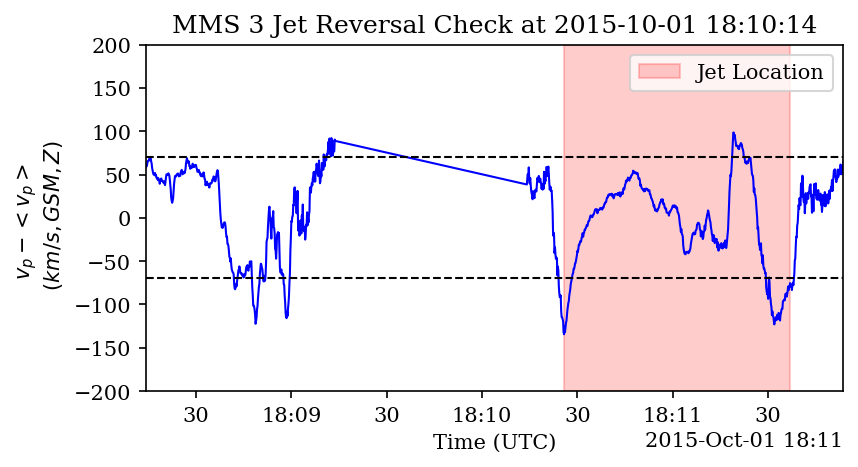 MMS 3 Jet Reversal Check at 2015-10-01 18:10:14
200
150
100
50
0
−50
−100
−150
−200
v_p − < v_p >
(km/s, GSM, Z)
Jet Location
30
18:09
30
18:10
30
18:11
30
Time (UTC)
2015-Oct-01 18:11